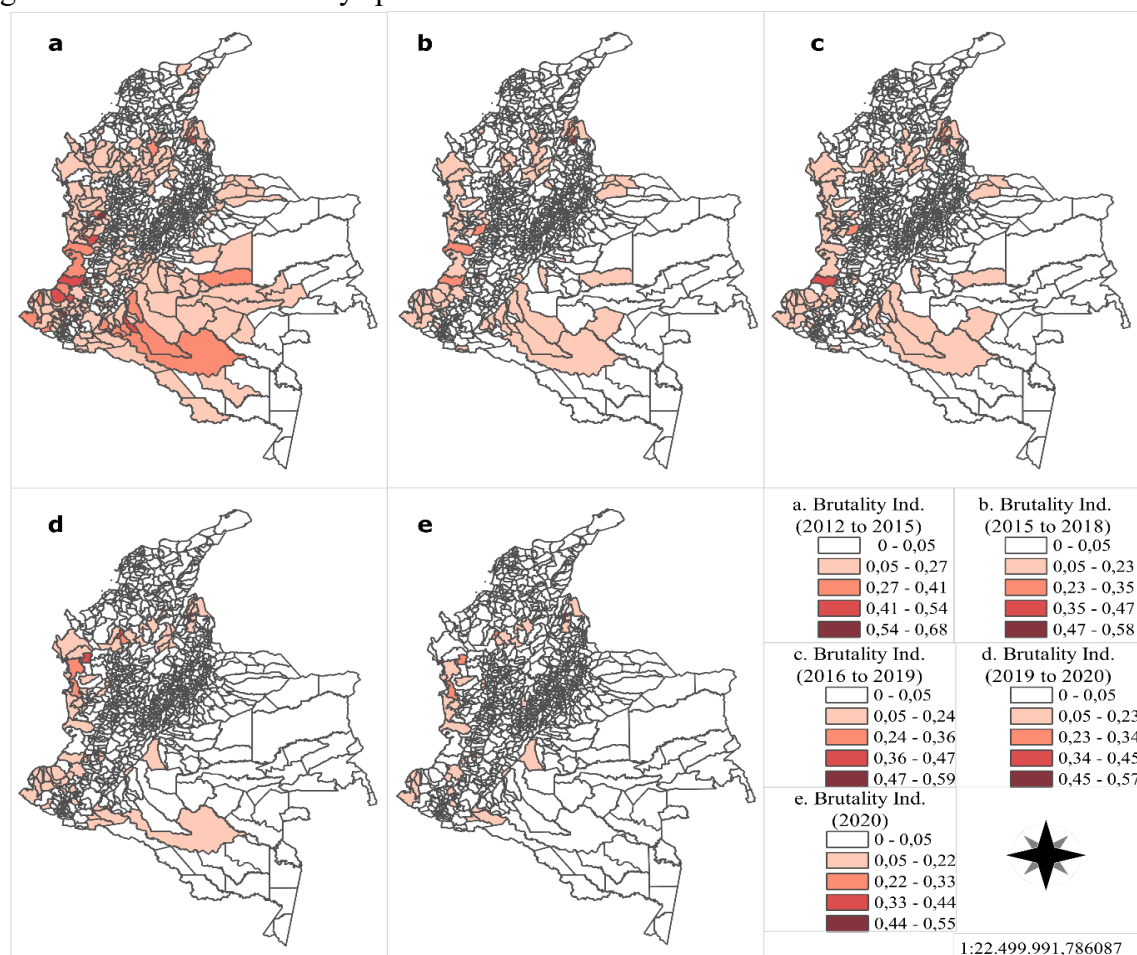 a
b
c
d
e
a. Brutality Ind.
(2012 to 2015)
0 - 0,05
0,05 - 0,27
0,27 - 0,41
0,41 - 0,54
0,54 - 0,68
b. Brutality Ind.
(2015 to 2018)
0 - 0,05
0,05 - 0,23
0,23 - 0,35
0,35 - 0,47
0,47 - 0,58
c. Brutality Ind.
(2016 to 2019)
0 - 0,05
0,05 - 0,24
0,24 - 0,36
0,36 - 0,47
0,47 - 0,59
d. Brutality Ind.
(2019 to 2020)
0 - 0,05
0,05 - 0,23
0,23 - 0,34
0,34 - 0,45
0,45 - 0,57
e. Brutality Ind.
(2020)
0 - 0,05
0,05 - 0,22
0,22 - 0,33
0,33 - 0,44
0,44 - 0,55
1:22.499.991,786087